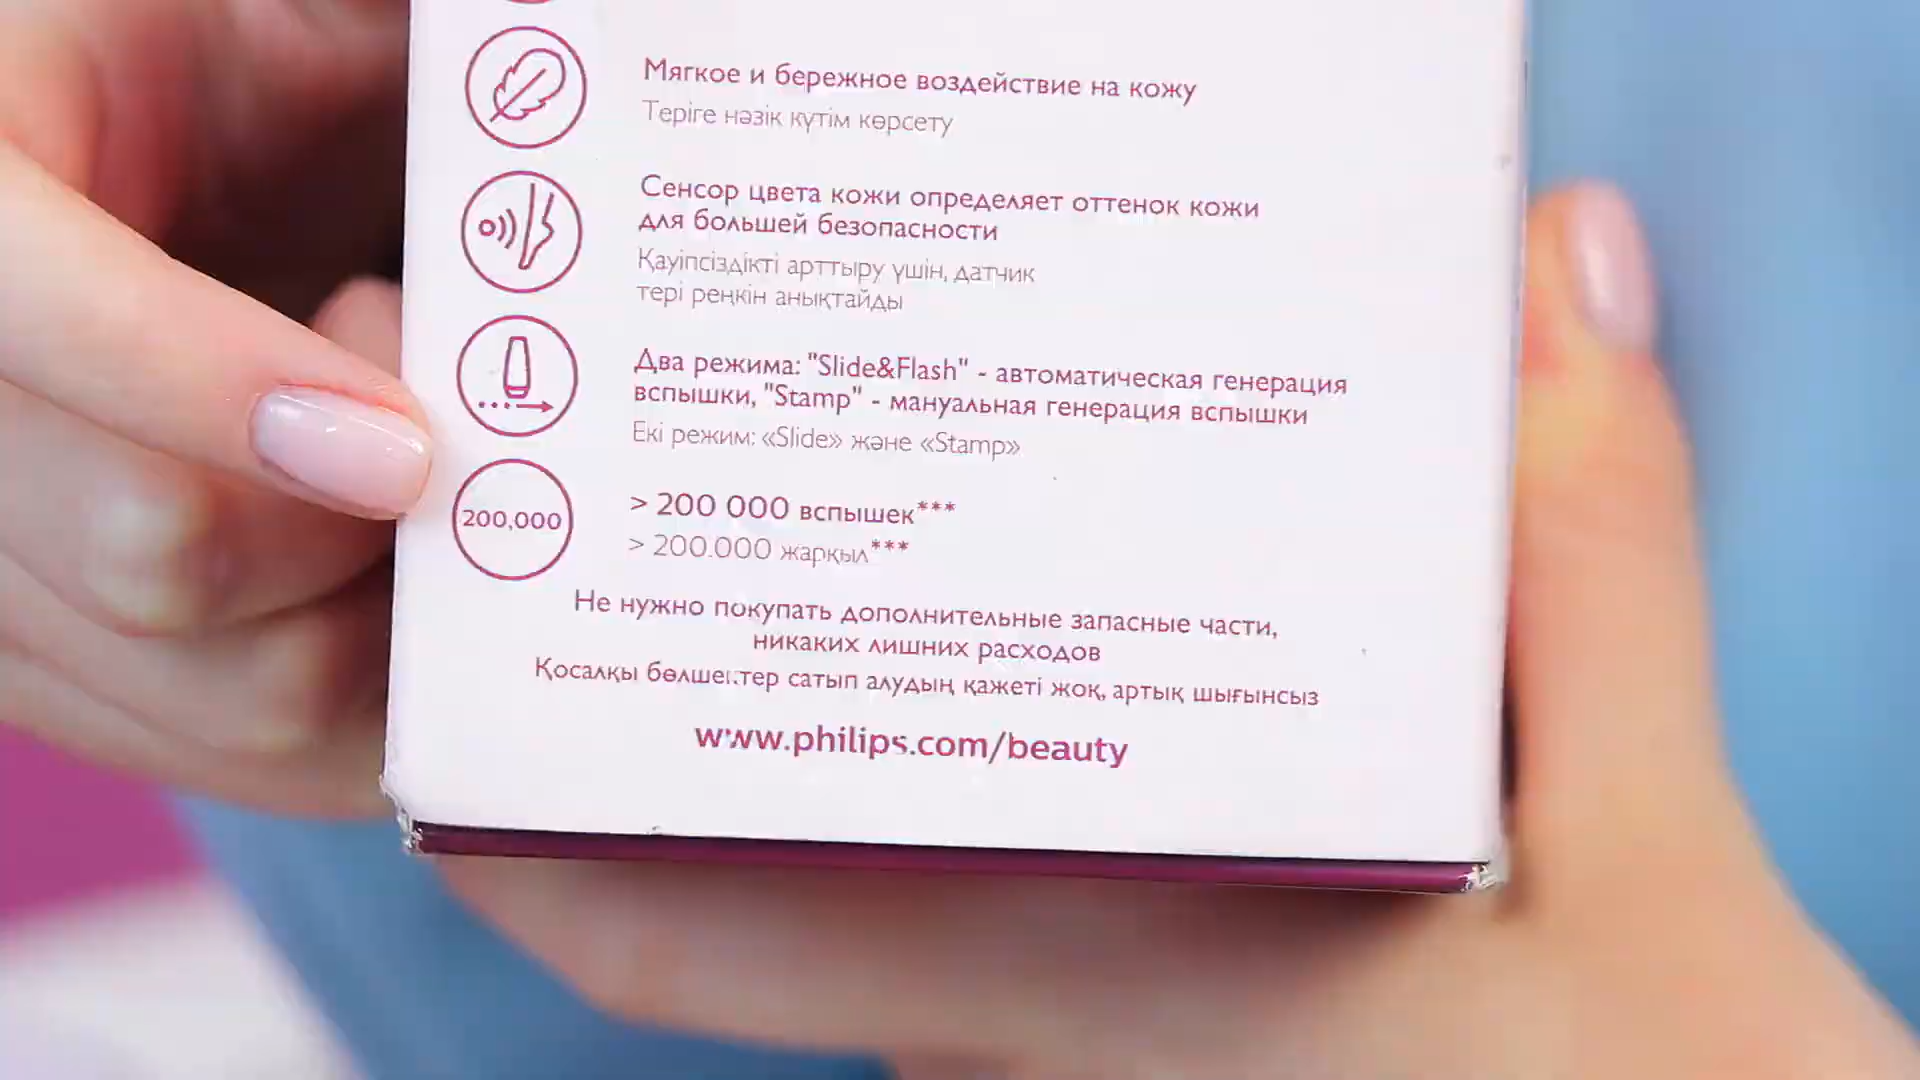 Мягкое и бережное воздействие на кожу
Теріге нәзік күтім көрсету
Сенсор цвета кожи определяет оттенок кожи
для большей безопасности
Қауіпсіздікті арттыру үшін, датчик
тері реңкін анықтайды
Два режима: "Slide&Flash" - автоматическая генерация
вспышки, "Stamp" - мануальная генерация вспышки
Екі режим: «Slide» және «Stamp»
200,000
> 200 000 вспышек***
> 200.000 жарқыл***
Не нужно покупать дополнительные запасные части,
никаких лишних расходов
Қосалқы бөлшектер сатып алудың қажеті жоқ, артық шығынсыз
www.philips.com/beauty